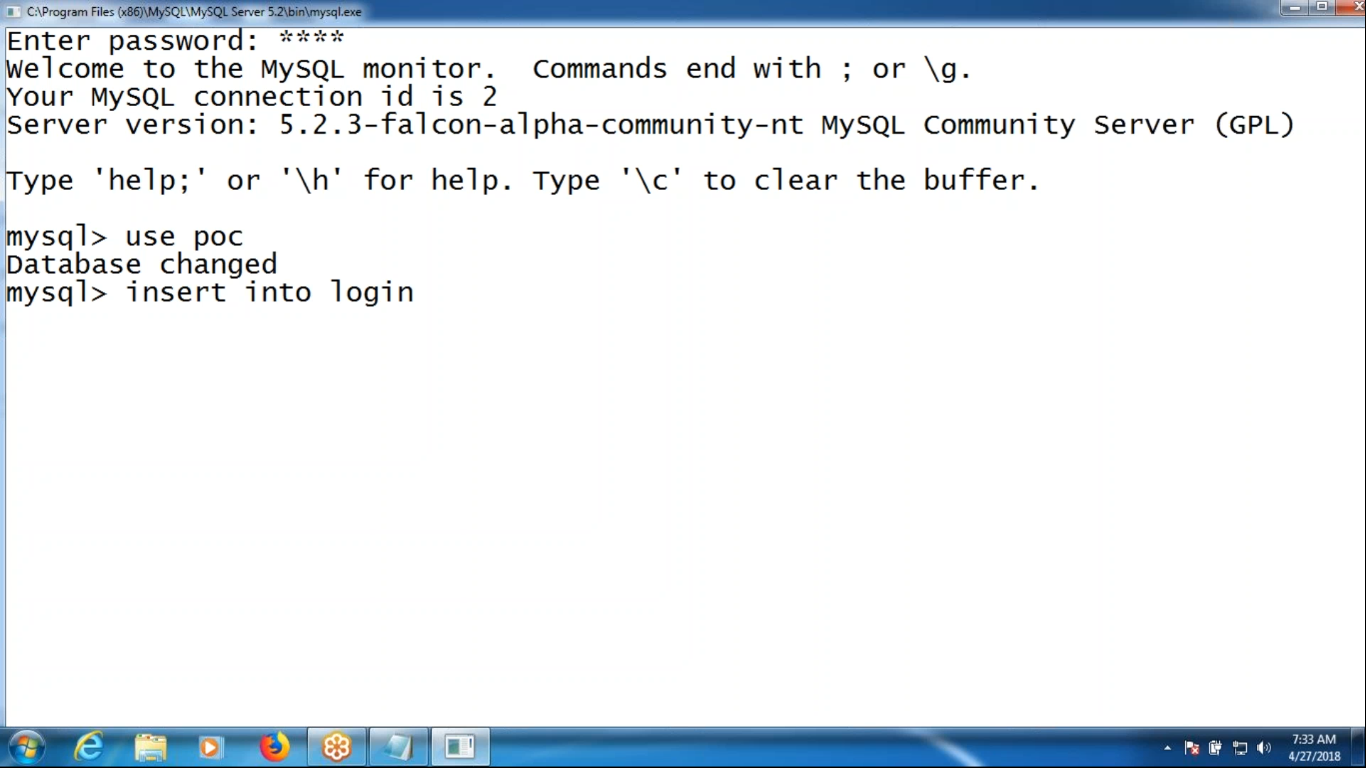 C:\Program Files (x86)\MySQL\MySQL Server 5.2\bin\mysql.exe
Enter password: ****
Welcome to the MySQL monitor.  Commands end with ; or \g.
Your MySQL connection id is 2
Server version: 5.2.3-falcon-alpha-community-nt MySQL Community Server (GPL)
Type 'help;' or '\h' for help. Type '\c' to clear the buffer.
mysql> use poc
Database changed
mysql> insert into login
7:33 AM
4/27/2018